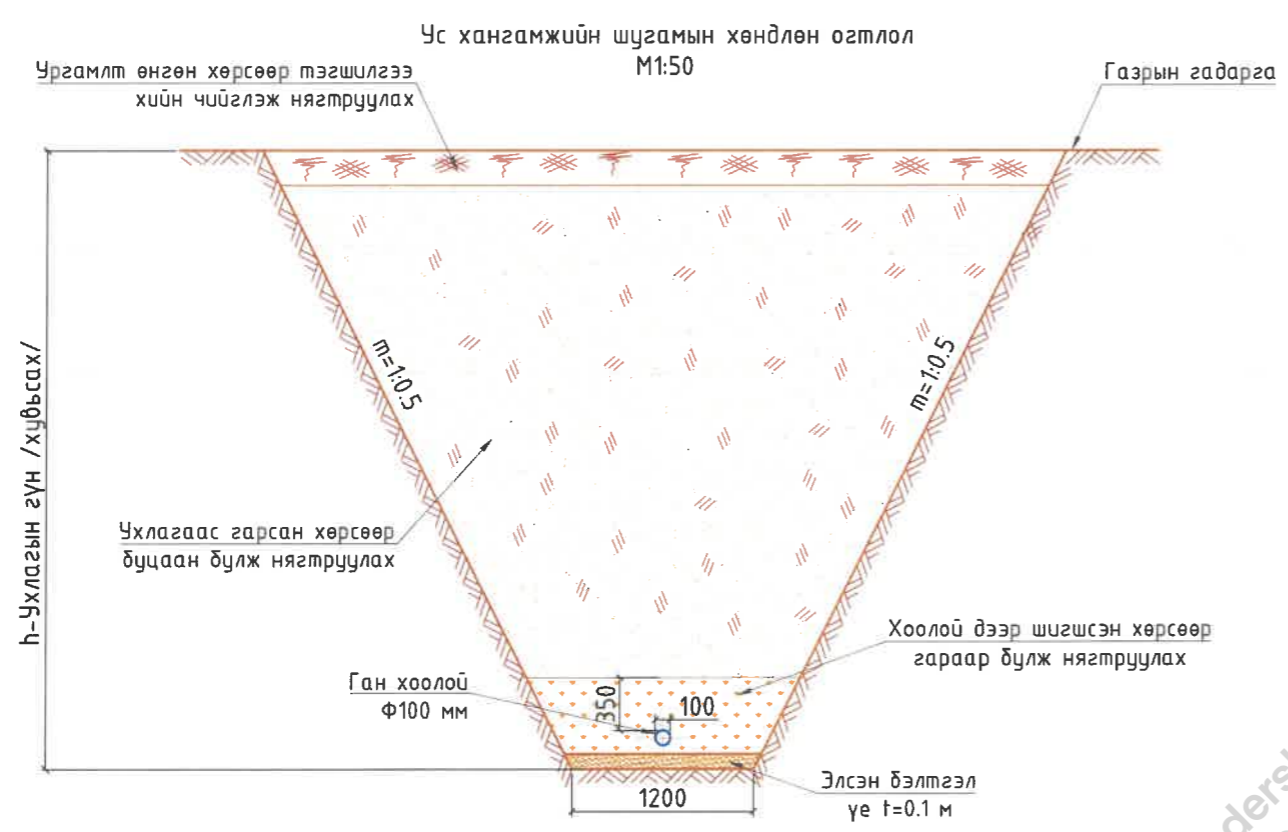 Ус хангамжийн шугамын хөндлөн огтлол
М1:50
Ургамлт өнгөн хөрсөөр тэгшилгээ
хийн чийглэж нягтруулах
Газрын гадарга
h-Ухлагын гүн /хувьсах/
m=1:0.5
m=1:0.5
Ухлагаас гарсан хөрсөөр
буцаан булж нягтруулах
Хоолой дээр шигшсэн хөрсөөр
гараар булж нягтруулах
Ган хоолой
Ф100 мм
350
100
1200
Элсэн бэлтгэл
үе t=0.1 м